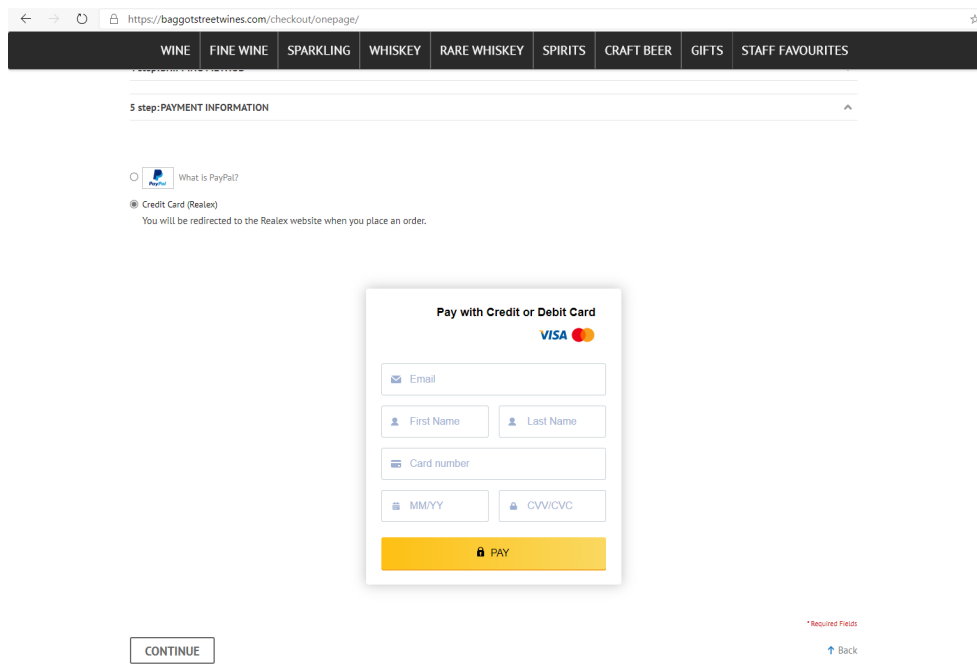 https://baggotstreetwines.com/checkout/onepage/
WINE FINE WINE SPARKLING WHISKEY RARE WHISKEY SPIRITS CRAFT BEER GIFTS STAFF FAVOURITES
5 step:PAYMENT INFORMATION
PayPal What is PayPal?
Credit Card (Realex)
You will be redirected to the Realex website when you place an order.
Pay with Credit or Debit Card
VISA
Email
First Name Last Name
Card number
MM/YY CVV/CVC
PAY
* Required Fields
CONTINUE Back